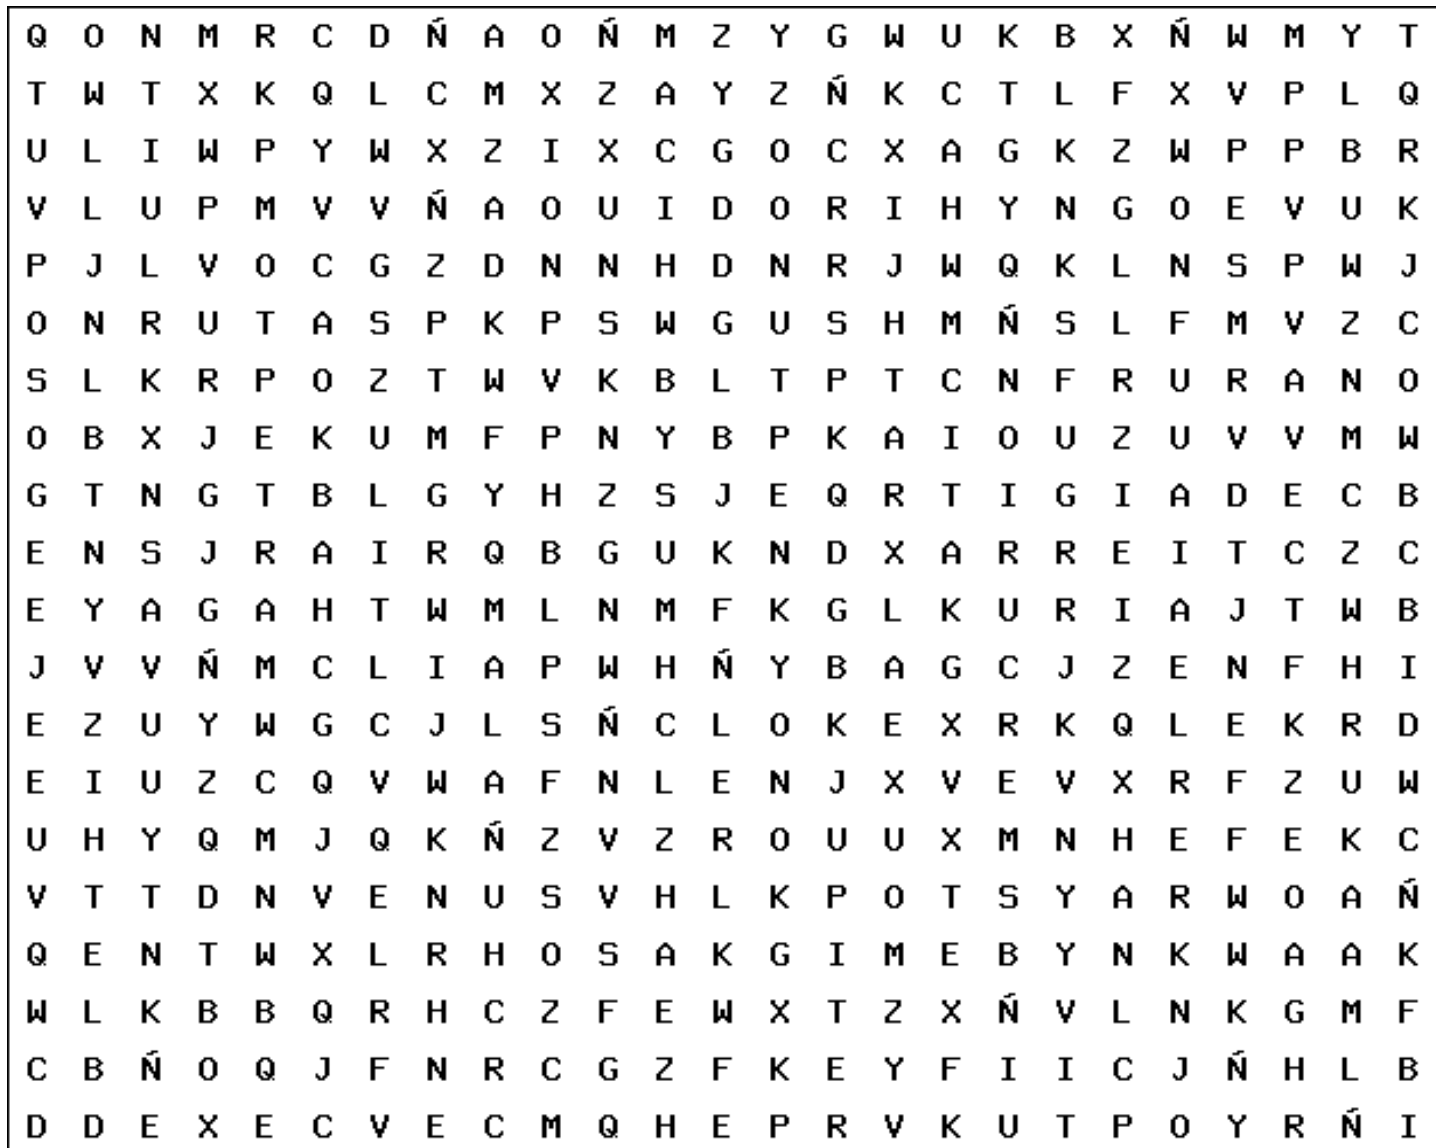 Q O N M R C D Ñ A O Ñ M Z Y G W U K B X Ñ W M Y T
T W T X K Q L C M X Z A Y Z Ñ K C T L F X V P L Q
U L I W P Y W X Z I X C G O C X A G K Z W P P B R
V L U P M V V Ñ A O U I D O R I H Y N G O E V U K
P J L V O C G Z D N N H D N R J W Q K L N S P W J
O N R U T A S P K P S W G U S H M Ñ S L F M V Z C
S L K R P O Z T W V K B L T P T C N F R U R A N O
O B X J E K U M F P N Y B P K A I O U Z U V V M W
G T N G T B L G Y H Z S J E Q R T I G I A D E C B
E N S J R A I R Q B G U K N D X A R R E I T C Z C
E Y A G A H T W M L N M F K G L K U R I A J T W B
J V V Ñ M C L I A P W H Ñ Y B A G C J Z E N F H I
E Z U Y W G C J L S Ñ C L O K E X R K Q L E K R D
E I U Z C Q V W A F N L E N J X V E V X R F Z U W
U H Y Q M J Q K Ñ Z V Z R O U U X M N H E F E K C
V T T D N V E N U S V H L K P O T S Y A R W O A Ñ
Q E N T W X L R H O S A K G I M E B Y N K W A A K
W L K B B Q R H C Z F E W X T Z X Ñ V L N K G M F
C B Ñ O Q J F N R C G Z F K E Y F I I C J Ñ H L B
D D E X E C V E C M Q H E P R V K U T P O Y R Ñ I